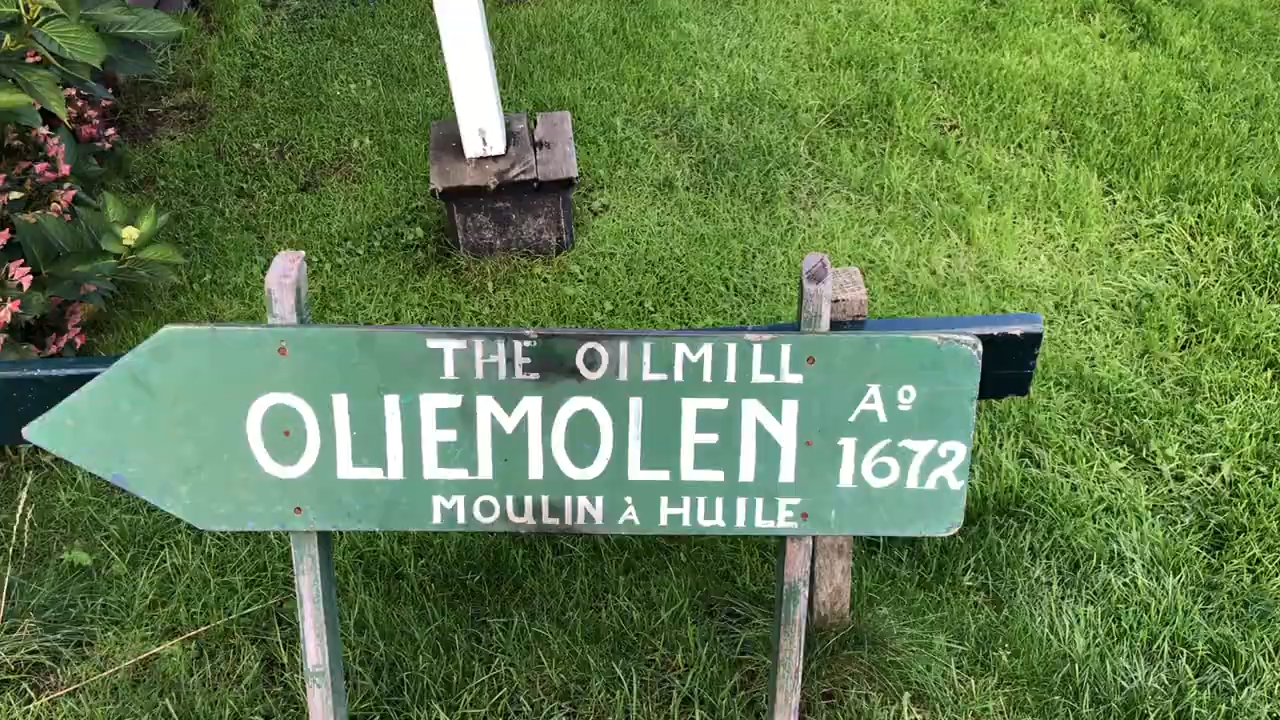 THE OILMILL
OLIEMOLEN
MOULIN À HUILE
Aº
1672